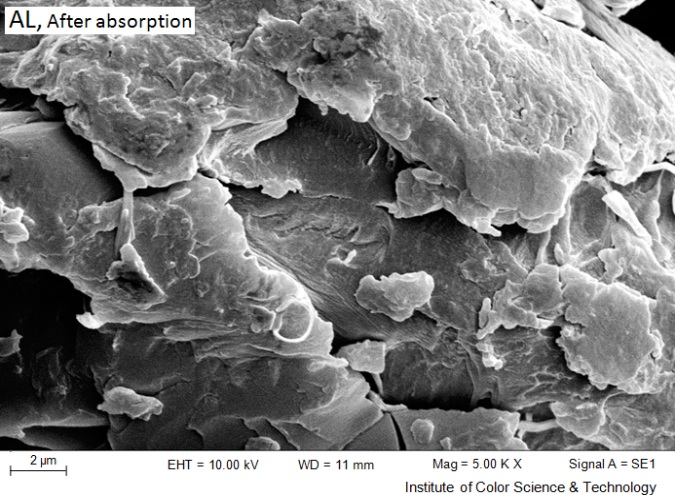 AL, After absorption
2 µm
EHT = 10.00 kV WD = 11 mm Mag = 5.00 K X Signal A = SE1
Institute of Color Science & Technology